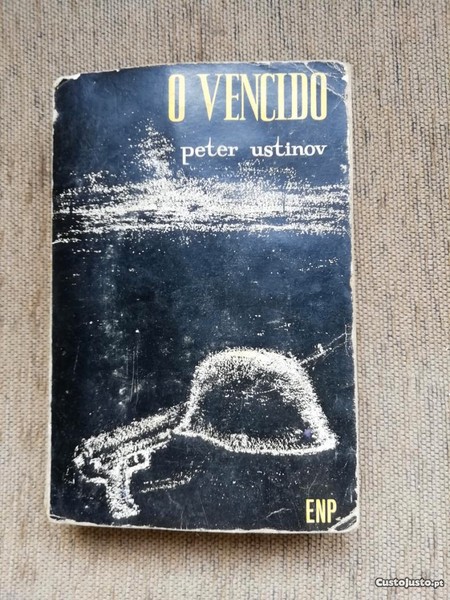 O VENCIDO
peter ustinov
ENP
CustoJusto.pt